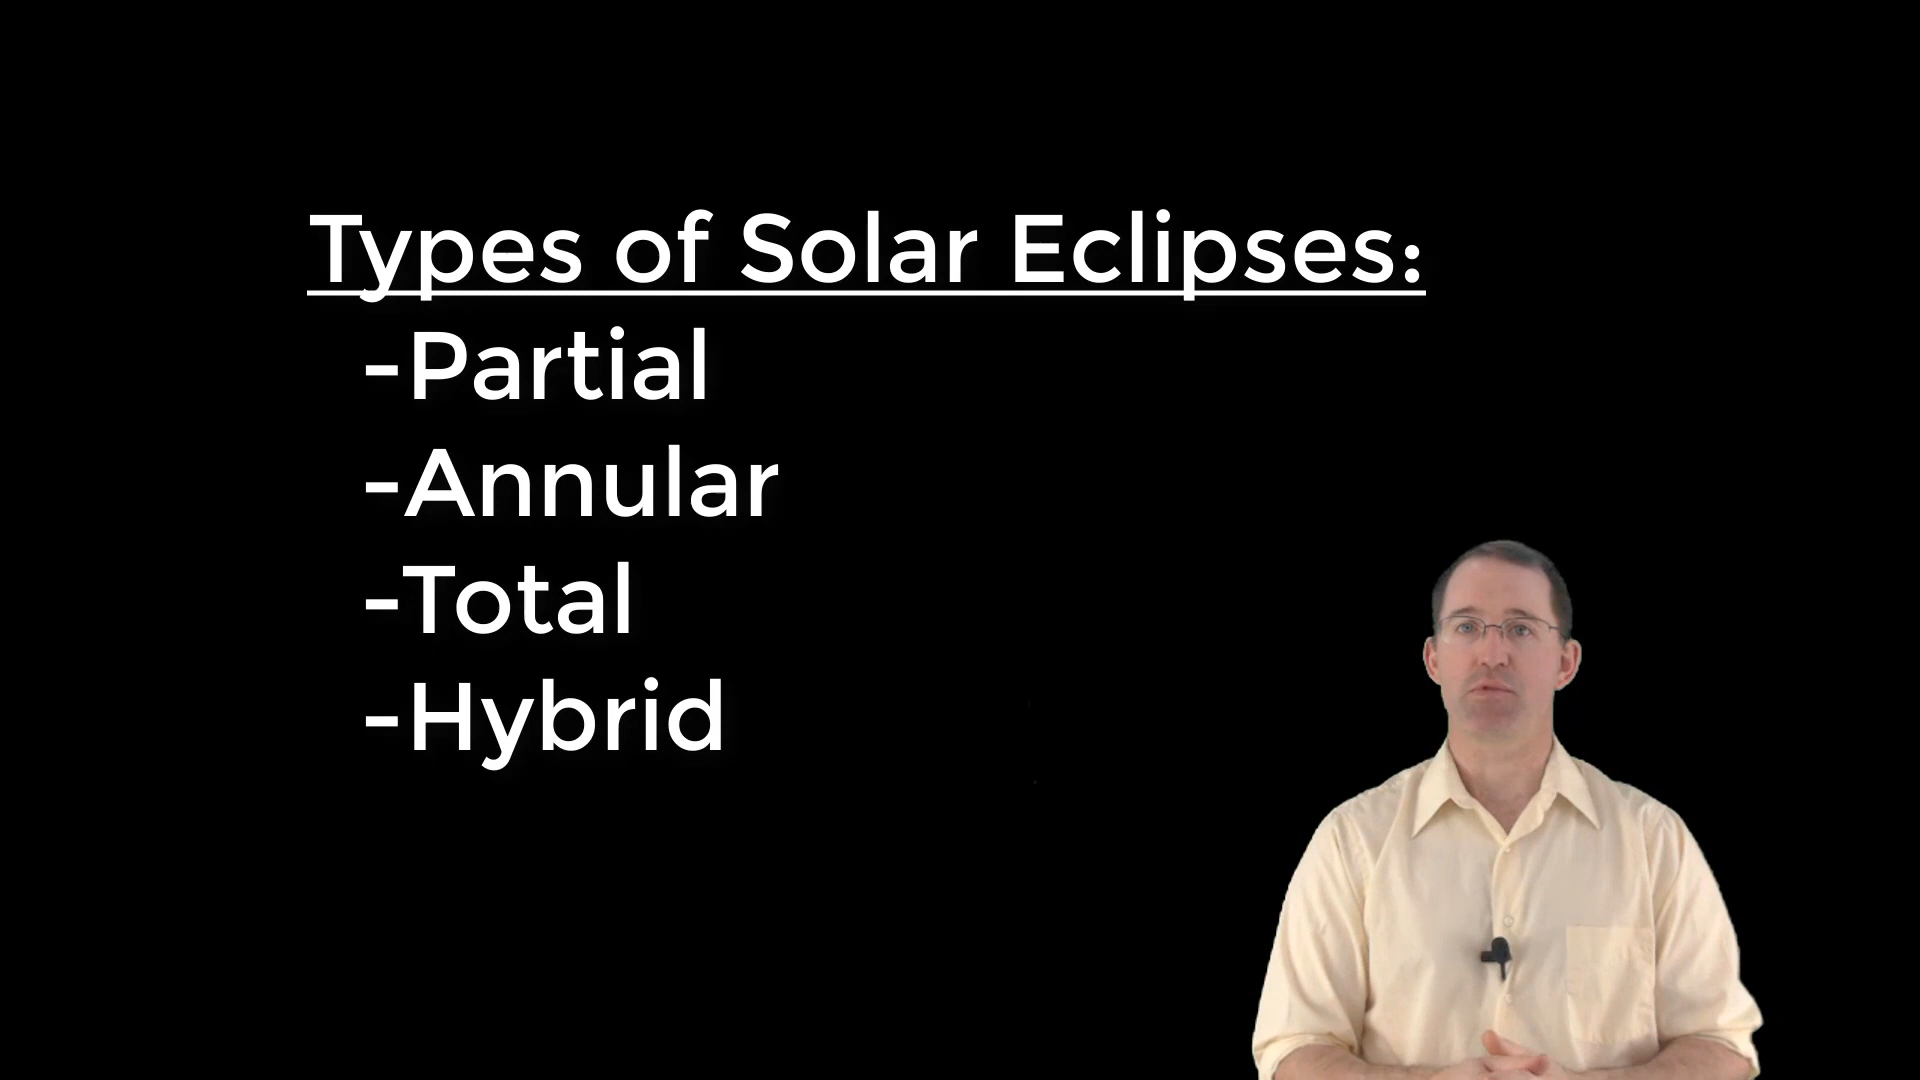 Types of Solar Eclipses:
-Partial
-Annular
-Total
-Hybrid